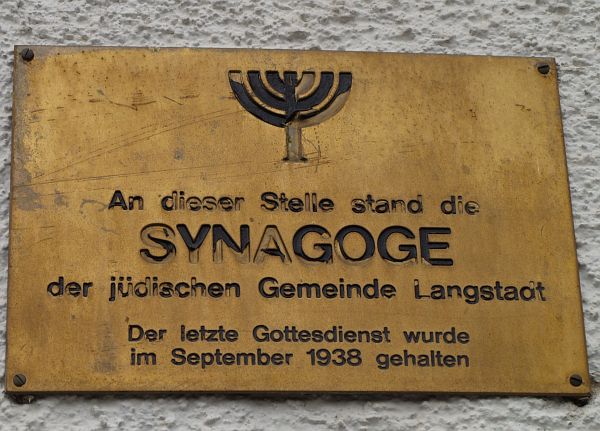 An dieser Stelle stand die
SYNAGOGE
der jüdischen Gemeinde Langstadt
Der letzte Gottesdienst wurde
im September 1938 gehalten